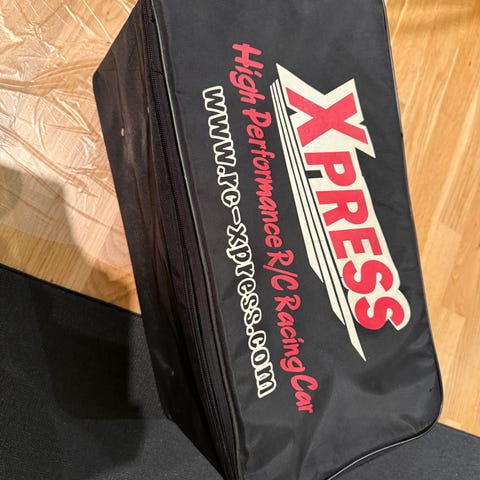 XPRESS
High Performance R/C Racing Car
www.rc-xpress.com